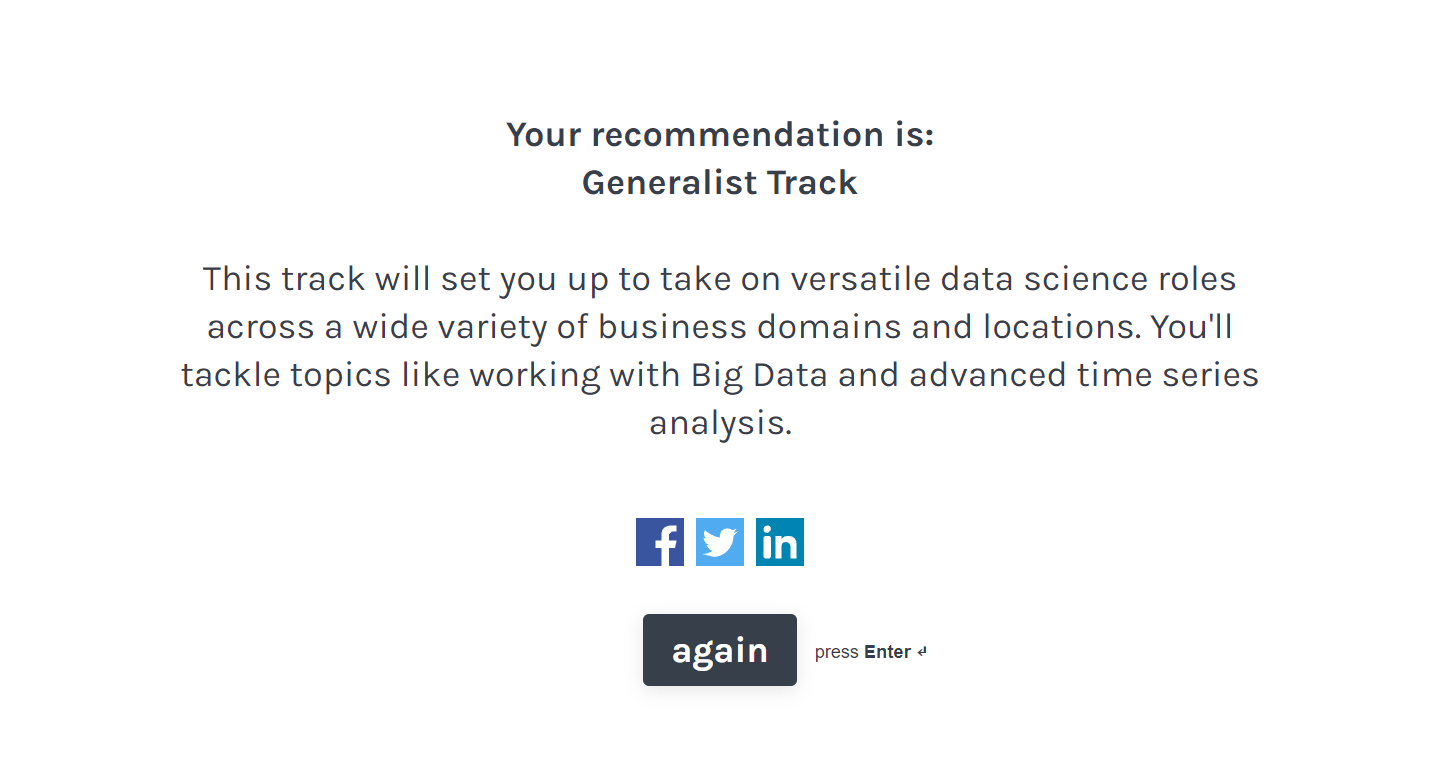 Your recommendation is:
Generalist Track
This track will set you up to take on versatile data science roles
across a wide variety of business domains and locations. You'll
tackle topics like working with Big Data and advanced time series
analysis.
again
press Enter ↵